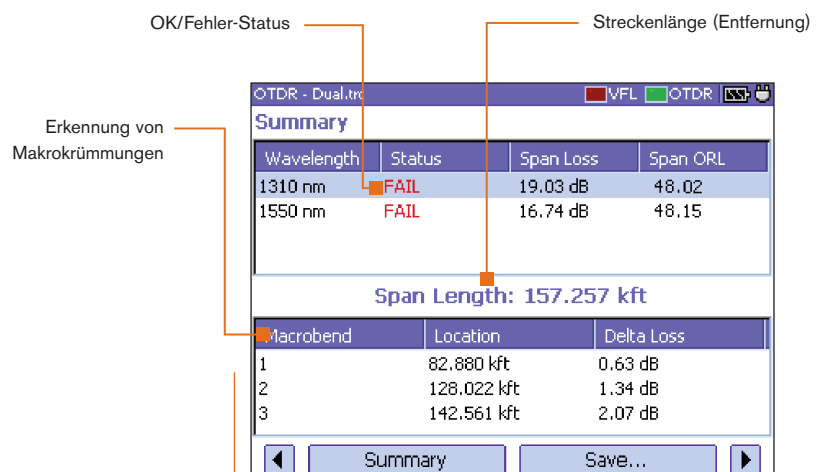 OK/Fehler-Status
Streckenlänge (Entfernung)
Erkennung von
Makrokrümmungen
OTDR - Dual.trc VFL OTDR
Summary
Wavelength Status Span Loss Span ORL
1310 nm FAIL 19.03 dB 48.02
1550 nm FAIL 16.74 dB 48.15
Span Length: 157.257 kft
Macrobend Location Delta Loss
1 82.880 kft 0.63 dB
2 128.022 kft 1.34 dB
3 142.561 kft 2.07 dB
Summary Save...